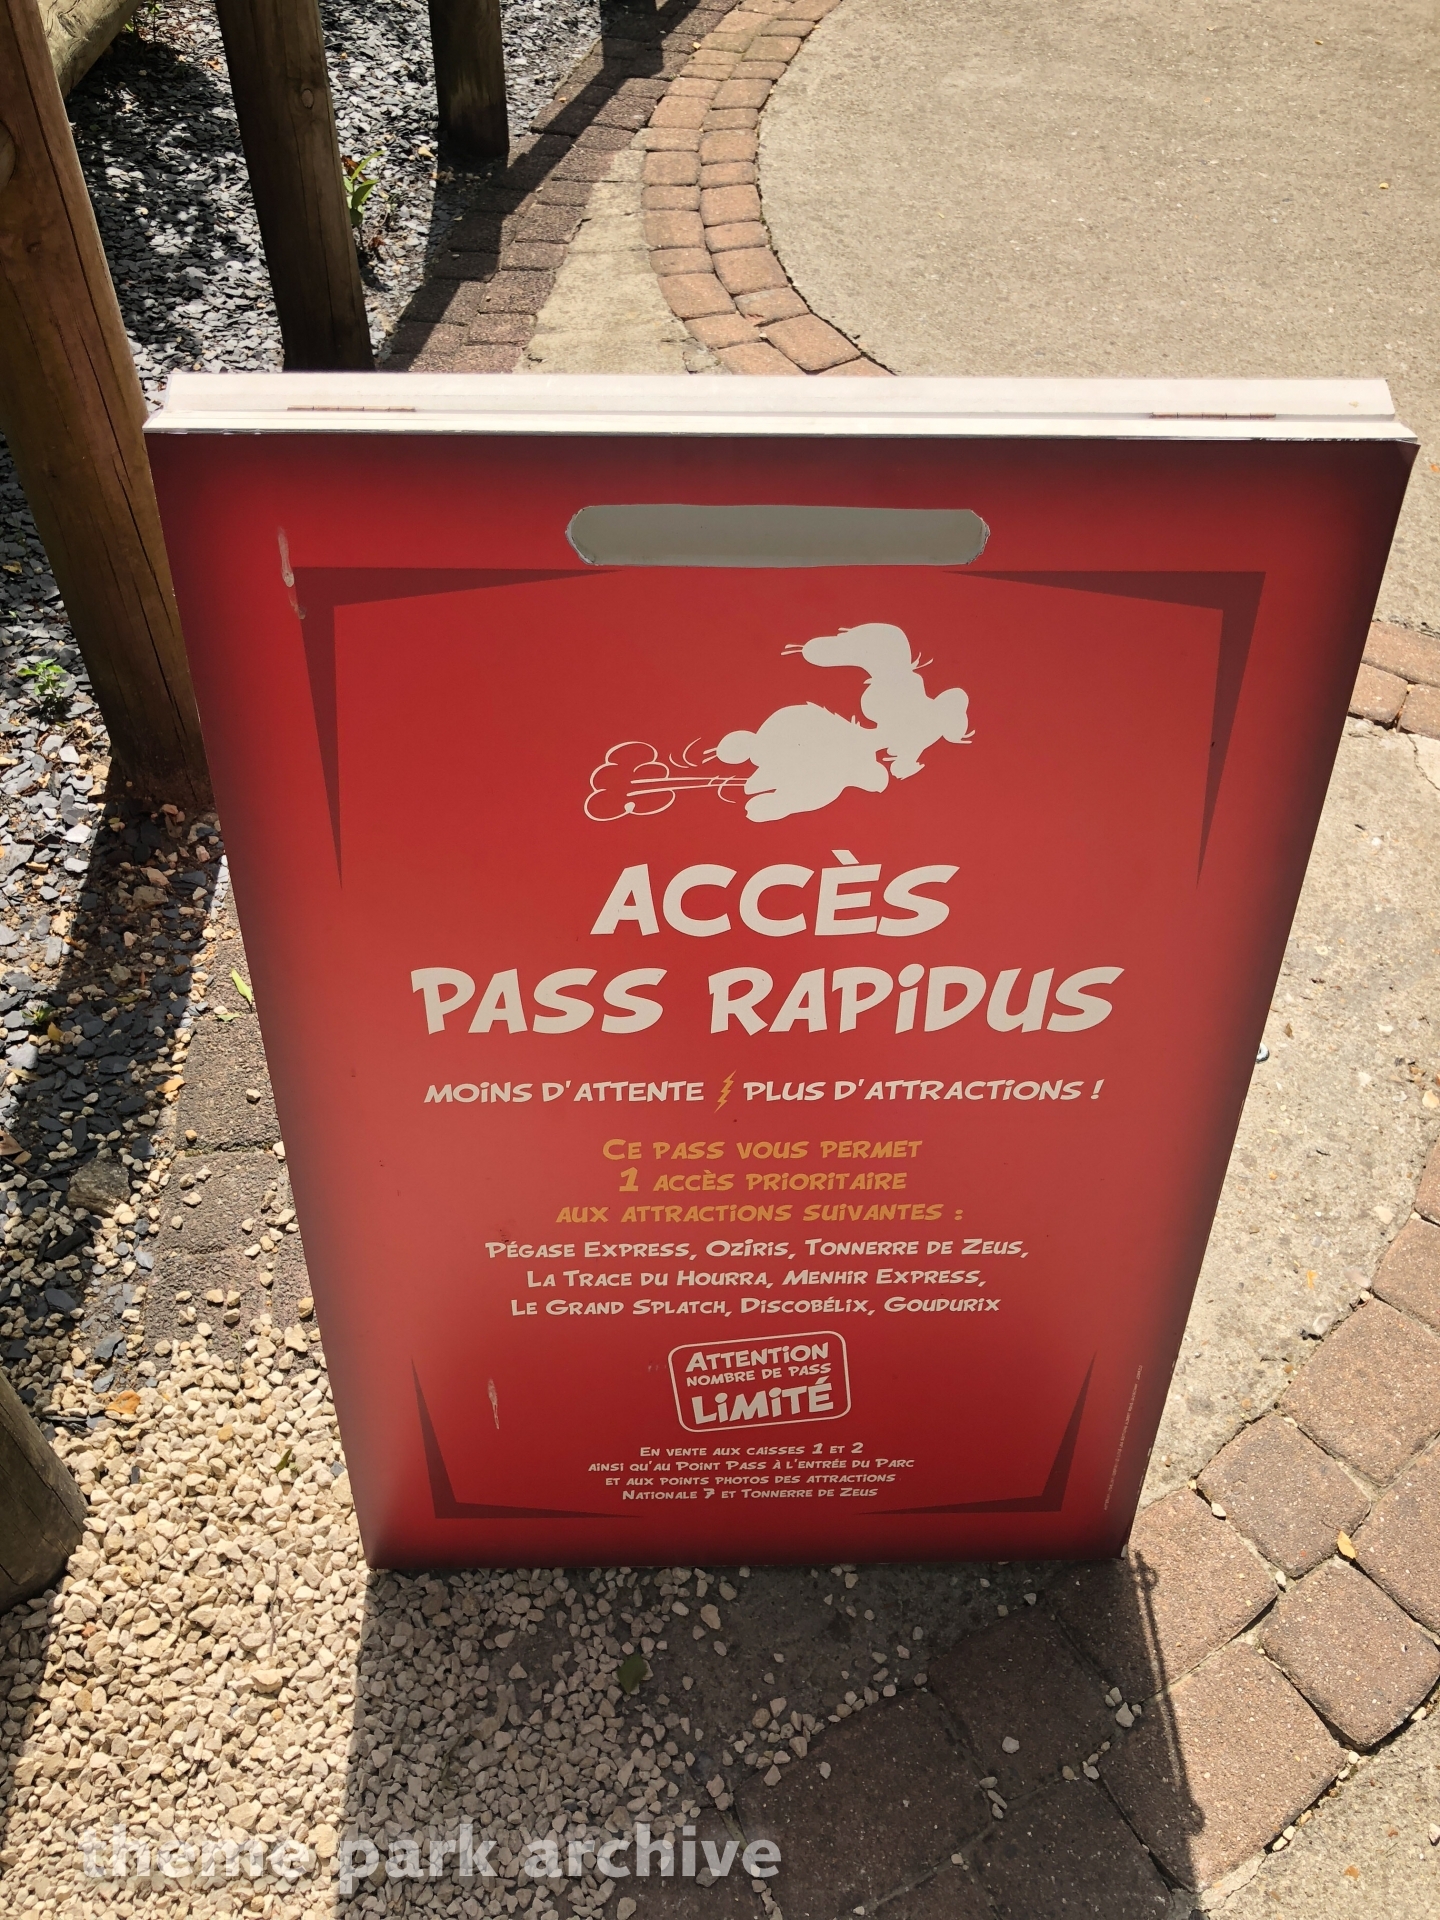 ACCÈS
PASS RAPiDUS
MOiNS D'ATTENTE PLUS D'ATTRACTiONS !
CE PASS VOUS PERMET
1 ACCÈS PRiORiTAiRE
AUX ATTRACTiONS SUiVANTES :
PÉGASE EXPRESS, OZiRiS, TONNERRE DE ZEUS,
LA TRACE DU HOURRA, MENHiR EXPRESS,
LE GRAND SPLATCH, DiSCOBÉLiX, GOUDURiX
ATTENTiON
NOMBRE DE PASS
LiMiTÉ
EN VENTE AUX CAiSSES 1 ET 2
AiNSi QU'AU POiNT PASS À L'ENTRÉE DU PARC
ET AUX POiNTS PHOTOS DES ATTRACTiONS
NATiONALE 7 ET TONNERRE DE ZEUS
theme park archive